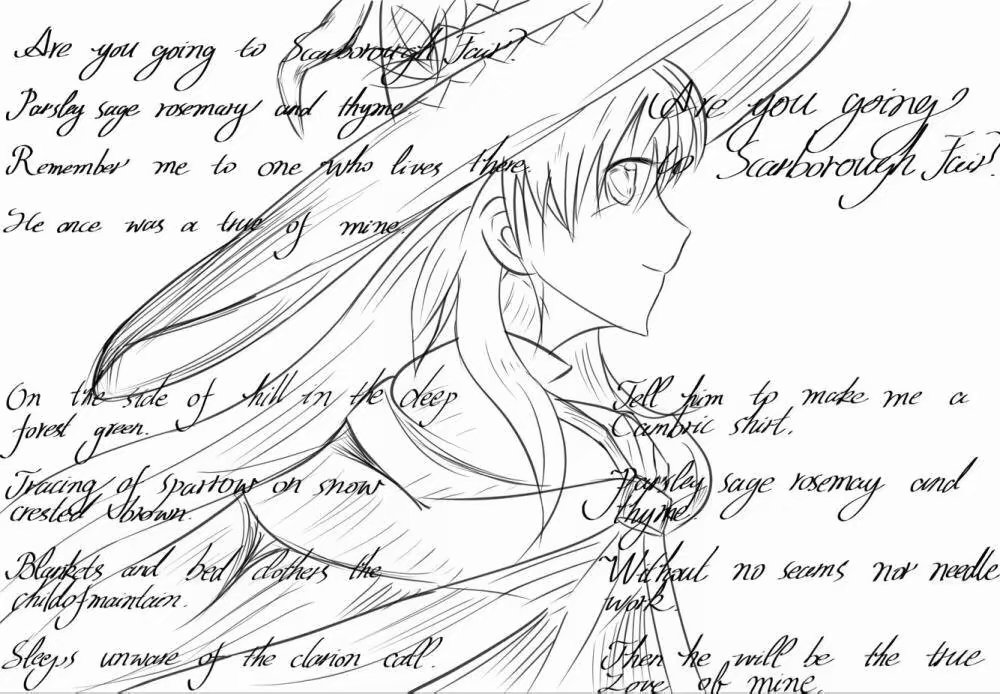 Are you going to Scarborough Fair?
Parsley sage rosemary and thyme.
Remember me to one who lives there.
He once was a true of mine.
Are you going
to Scarborough Fair?
On the side of hill in the deep
forest green.
Tracing of sparrow on snow
crested brown.
Blankets and bed clothers the
childofmaintain.
Sleeps unware of the clarion call.
Tell him to make me a
Cambric shirt.
Parsley sage rosemay and
thyme.
Without no seams nor needle
work.
Then he will be the true
Love of mine.